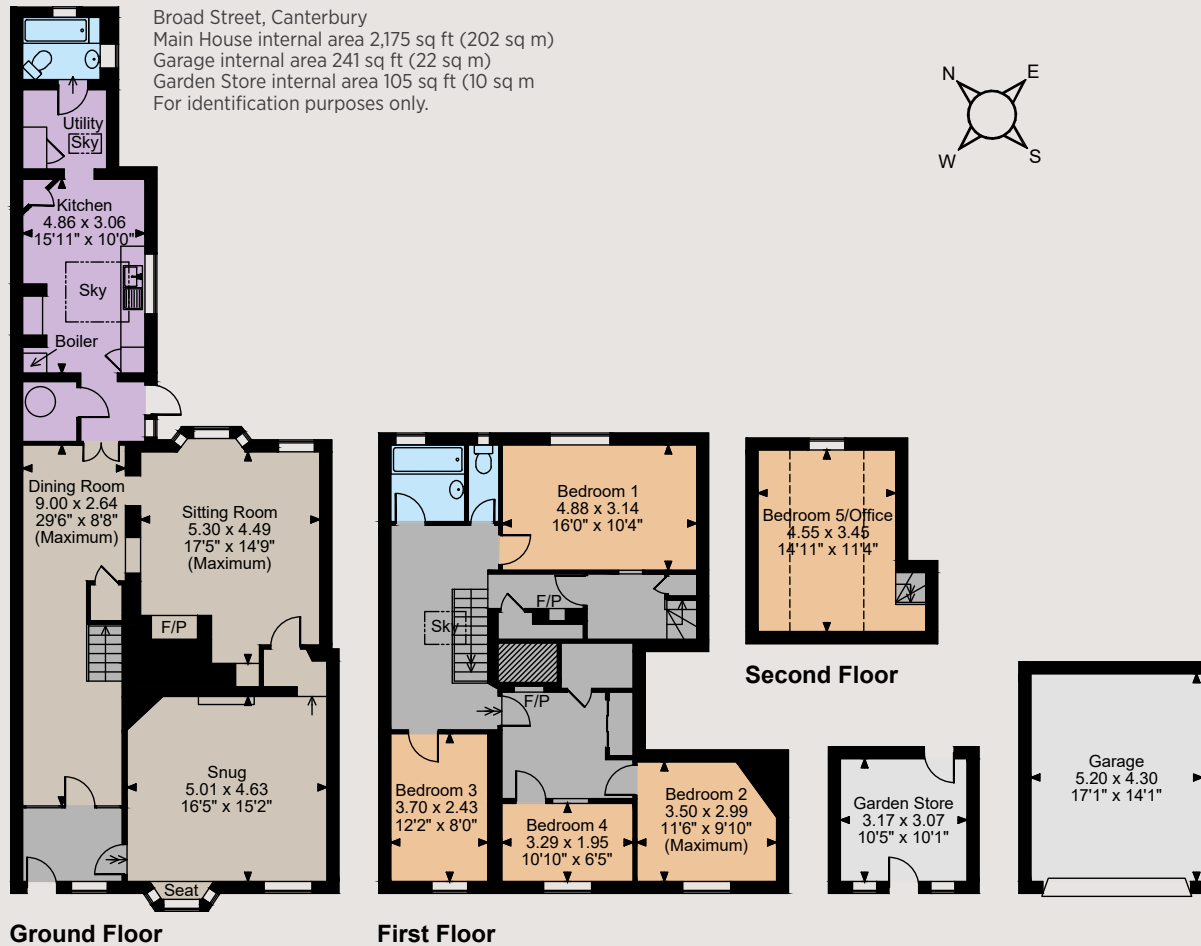 Broad Street, Canterbury
Main House internal area 2,175 sq ft (202 sq m)
Garage internal area 241 sq ft (22 sq m)
Garden Store internal area 105 sq ft (10 sq m
For identification purposes only.
N
E
W
S
Utility
Sky
Kitchen
4.86 x 3.06
15'11" x 10'0"
Sky
Boiler
Dining Room
9.00 x 2.64
29'6" x 8'8"
(Maximum)
Sitting Room
5.30 x 4.49
17'5" x 14'9"
(Maximum)
F/P
Snug
5.01 x 4.63
16'5" x 15'2"
Seat
Ground Floor
Bedroom 1
4.88 x 3.14
16'0" x 10'4"
F/P
Sky
F/P
Bedroom 3
3.70 x 2.43
12'2" x 8'0"
Bedroom 4
3.29 x 1.95
10'10" x 6'5"
Bedroom 2
3.50 x 2.99
11'6" x 9'10"
(Maximum)
First Floor
Bedroom 5/Office
4.55 x 3.45
14'11" x 11'4"
Second Floor
Garden Store
3.17 x 3.07
10'5" x 10'1"
Garage
5.20 x 4.30
17'1" x 14'1"